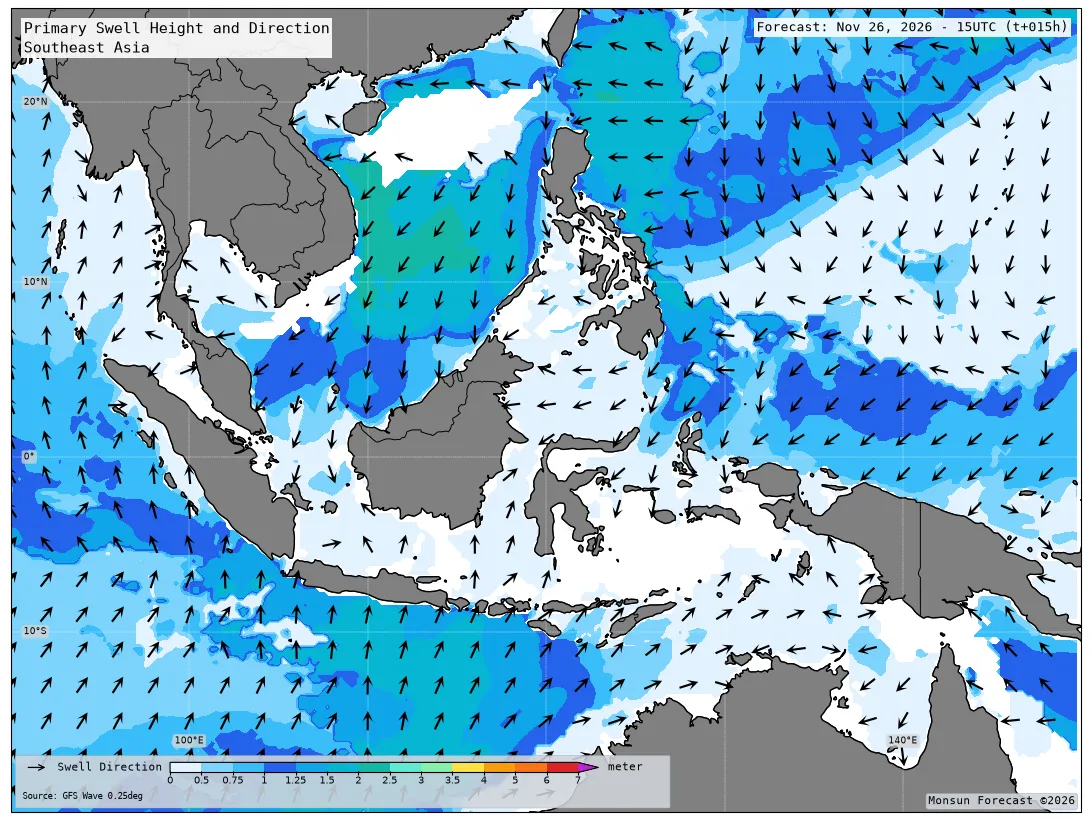 Primary Swell Height and Direction
Southeast Asia
Forecast: Nov 26, 2026 - 15UTC (t+015h)
20°N
10°N
0°
10°S
100°E
140°E
Swell Direction
0 0.5 0.75 1 1.25 1.5 2 2.5 3 3.5 4 5 6 7
meter
Source: GFS Wave 0.25deg
Monsun Forecast ©2026